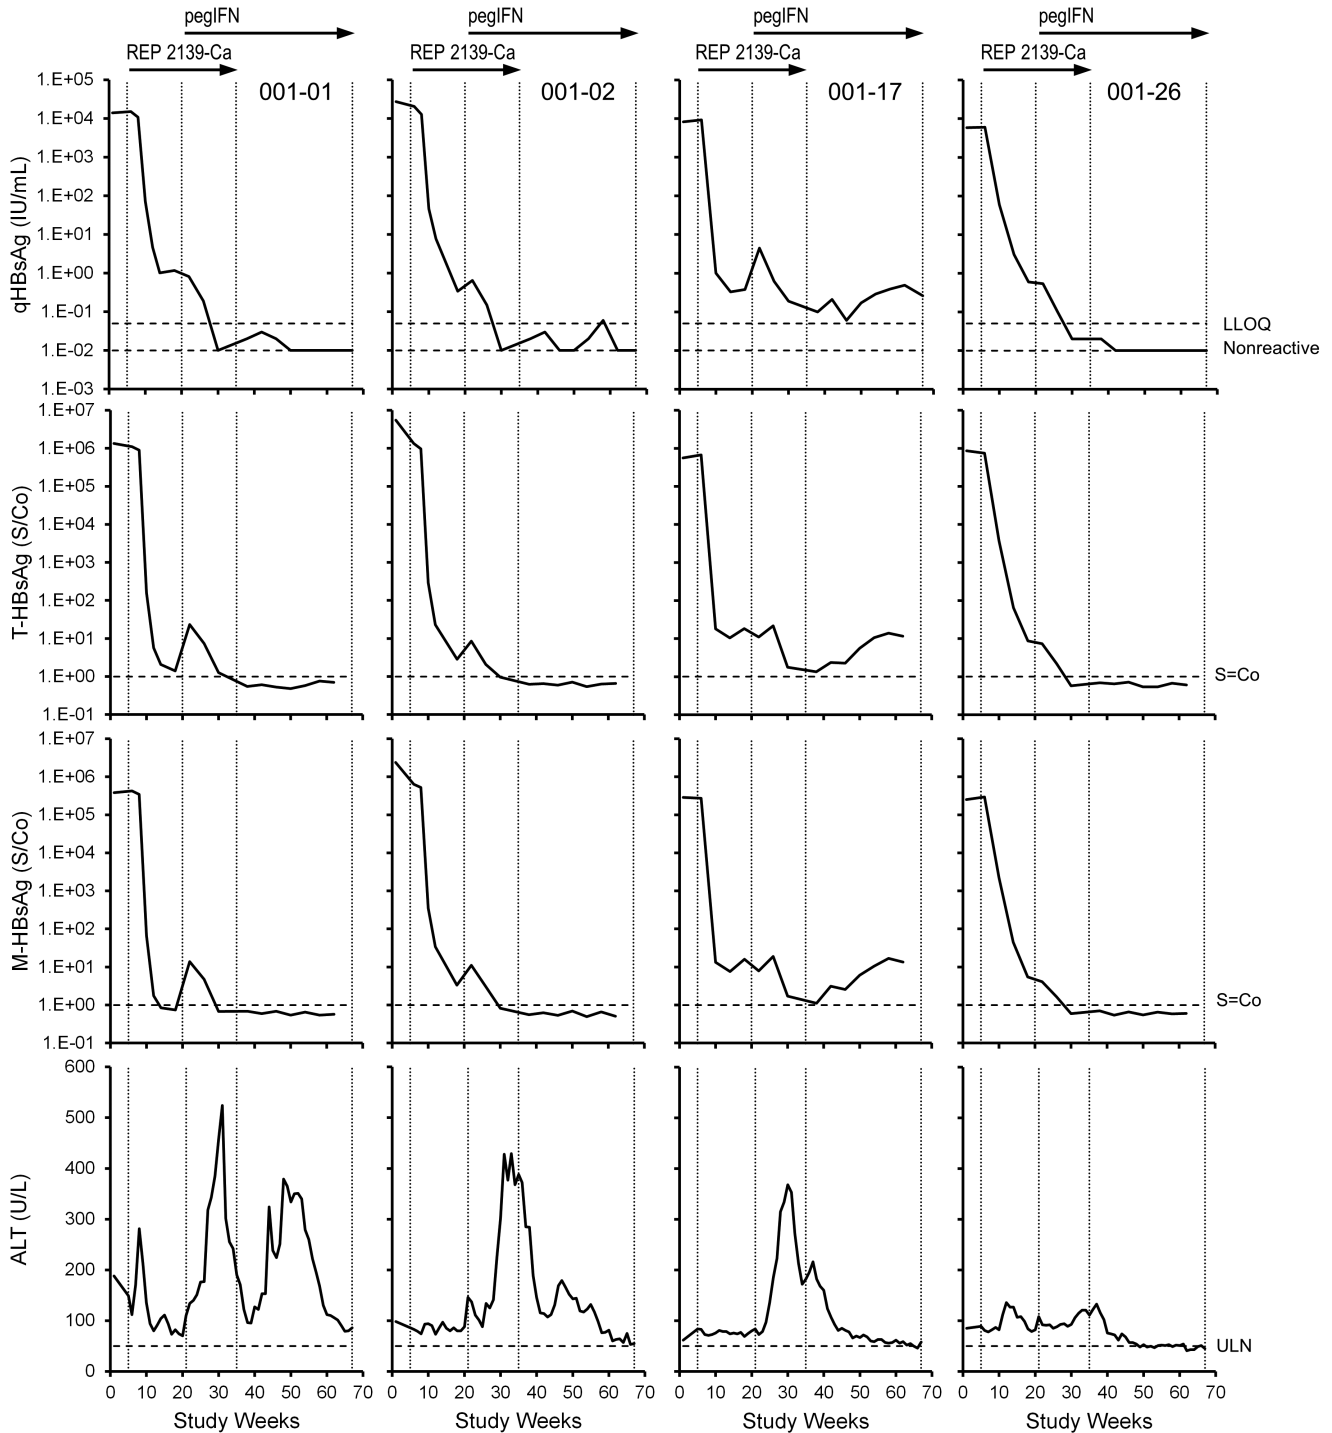 pegIFN pegIFN pegIFN pegIFN
REP 2139-Ca REP 2139-Ca REP 2139-Ca REP 2139-Ca
001-01 001-02 001-17 001-26
qHBsAg (IU/mL)
1.E+05
1.E+04
1.E+03
1.E+02
1.E+01
1.E+00
1.E-01
1.E-02
1.E-03
LLOQ
Nonreactive
T-HBsAg (S/Co)
1.E+07
1.E+06
1.E+05
1.E+04
1.E+03
1.E+02
1.E+01
1.E+00
1.E-01
S=Co
M-HBsAg (S/Co)
1.E+07
1.E+06
1.E+05
1.E+04
1.E+03
1.E+02
1.E+01
1.E+00
1.E-01
S=Co
ALT (U/L)
600
500
400
300
200
100
0
ULN
0 10 20 30 40 50 60 70 0 10 20 30 40 50 60 70 0 10 20 30 40 50 60 70 0 10 20 30 40 50 60 70
Study Weeks Study Weeks Study Weeks Study Weeks